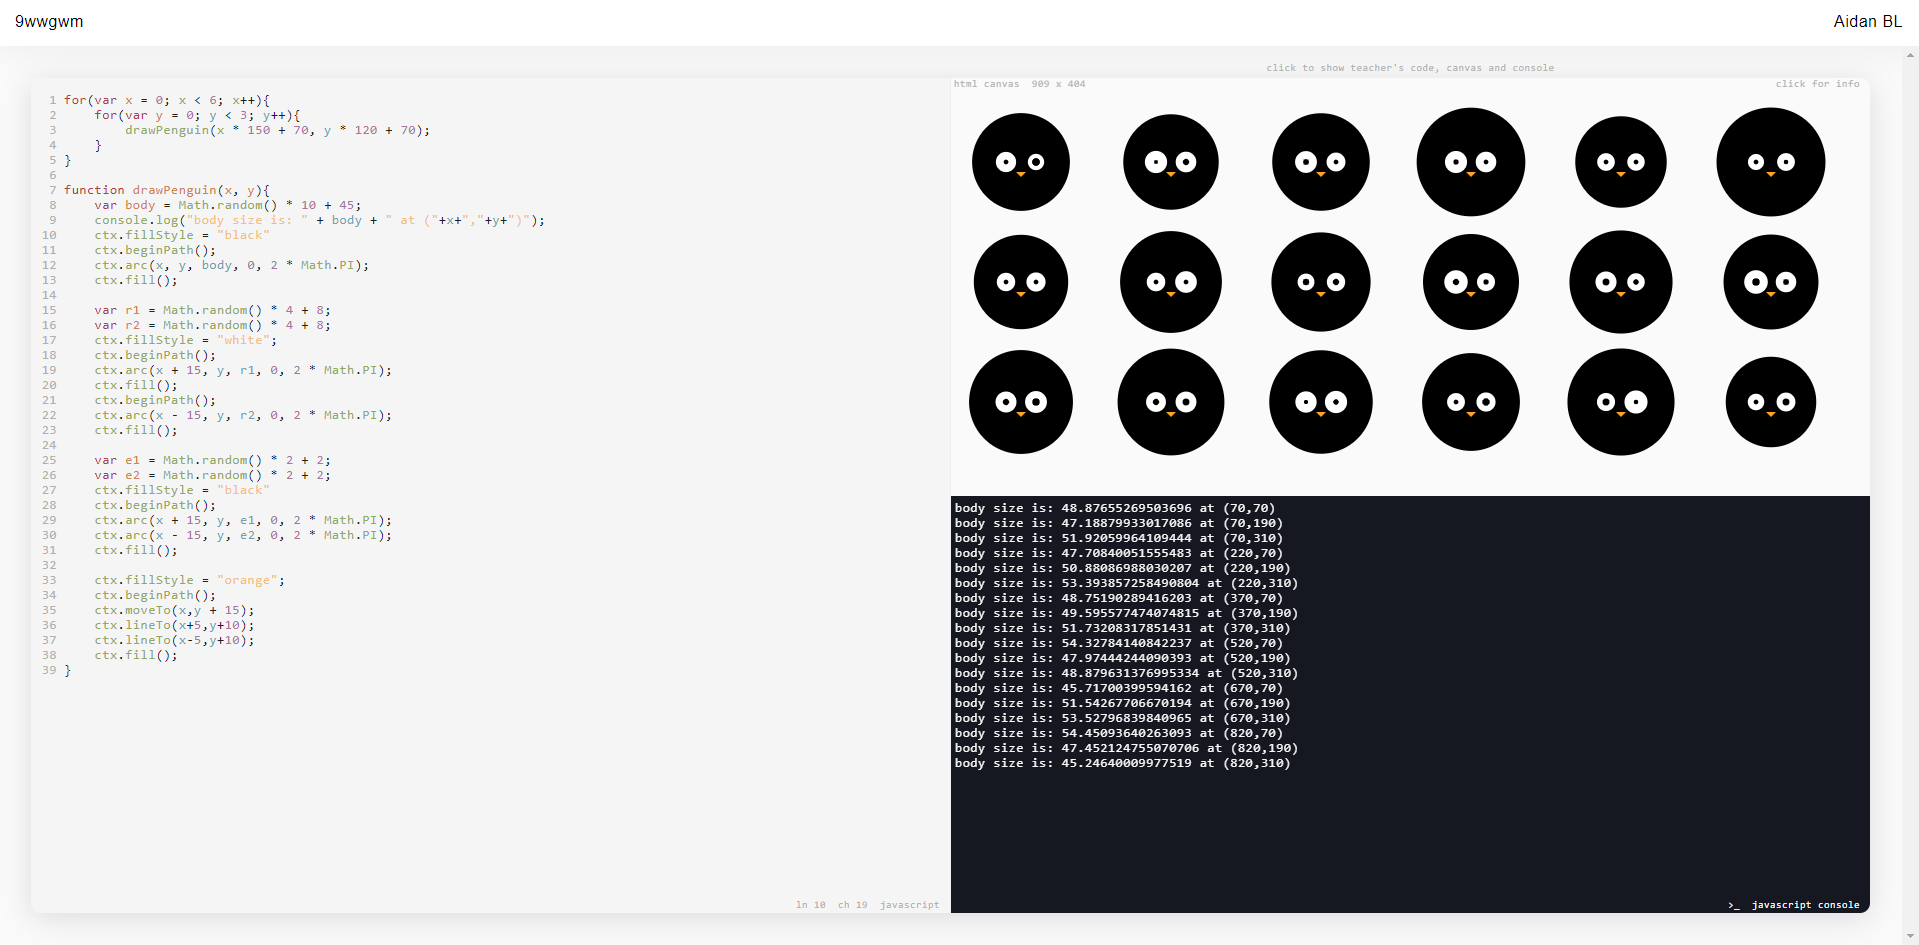 9wwgwm
Aidan BL
click to show teacher's code, canvas and console
1 for(var x = 0; x < 6; x++){
2     for(var y = 0; y < 3; y++){
3         drawPenguin(x * 150 + 70, y * 120 + 70);
4     }
5 }
6
7 function drawPenguin(x, y){
8     var body = Math.random() * 10 + 45;
9     console.log("body size is: " + body + " at ("+x+","+y+")");
10     ctx.fillStyle = "black"
11     ctx.beginPath();
12     ctx.arc(x, y, body, 0, 2 * Math.PI);
13     ctx.fill();
14
15     var r1 = Math.random() * 4 + 8;
16     var r2 = Math.random() * 4 + 8;
17     ctx.fillStyle = "white";
18     ctx.beginPath();
19     ctx.arc(x + 15, y, r1, 0, 2 * Math.PI);
20     ctx.fill();
21     ctx.beginPath();
22     ctx.arc(x - 15, y, r2, 0, 2 * Math.PI);
23     ctx.fill();
24
25     var e1 = Math.random() * 2 + 2;
26     var e2 = Math.random() * 2 + 2;
27     ctx.fillStyle = "black"
28     ctx.beginPath();
29     ctx.arc(x + 15, y, e1, 0, 2 * Math.PI);
30     ctx.arc(x - 15, y, e2, 0, 2 * Math.PI);
31     ctx.fill();
32
33     ctx.fillStyle = "orange";
34     ctx.beginPath();
35     ctx.moveTo(x,y + 15);
36     ctx.lineTo(x+5,y+10);
37     ctx.lineTo(x-5,y+10);
38     ctx.fill();
39 }
ln 10 ch 19 javascript
html canvas 909 x 404
click for info
body size is: 48.87655269503696 at (70,70)
body size is: 47.18879933017086 at (70,190)
body size is: 51.92059964109444 at (70,310)
body size is: 47.70840051555483 at (220,70)
body size is: 50.88086988030207 at (220,190)
body size is: 53.393857258490804 at (220,310)
body size is: 48.75190289416203 at (370,70)
body size is: 49.595577474074815 at (370,190)
body size is: 51.73208317851431 at (370,310)
body size is: 54.32784140842237 at (520,70)
body size is: 47.97444244090393 at (520,190)
body size is: 48.879631376995334 at (520,310)
body size is: 45.71700399594162 at (670,70)
body size is: 51.54267706670194 at (670,190)
body size is: 53.52796839840965 at (670,310)
body size is: 54.45093640263093 at (820,70)
body size is: 47.452124755070706 at (820,190)
body size is: 45.24640009977519 at (820,310)
>_ javascript console